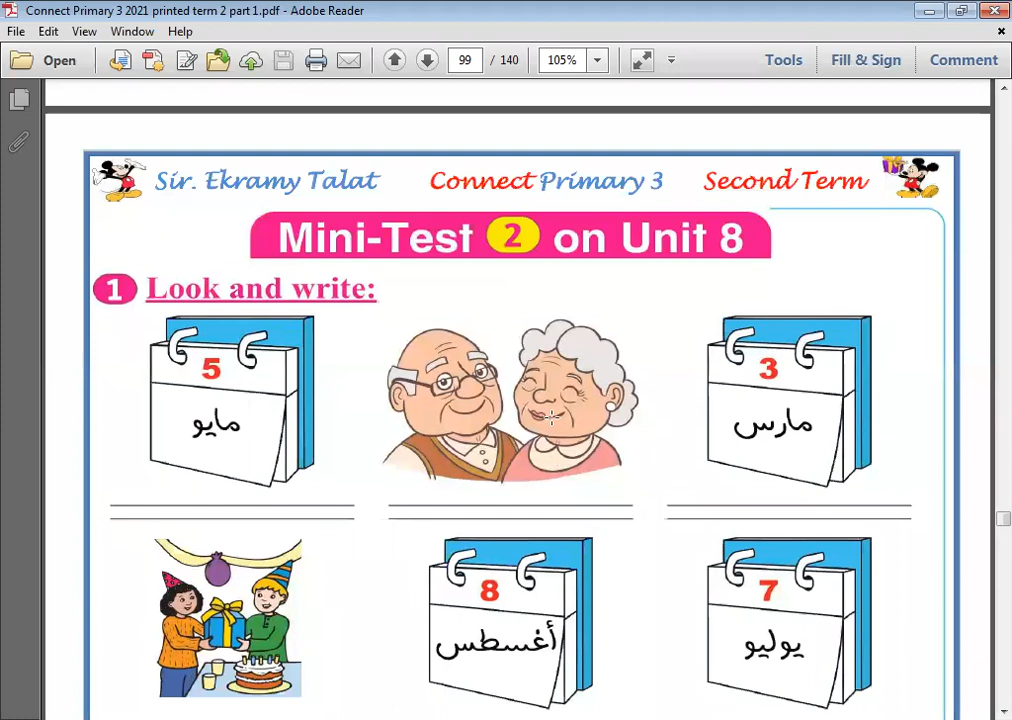 Connect Primary 3 2021 printed term 2 part 1.pdf - Adobe Reader
File Edit View Window Help
Open 99 / 140 105% Tools Fill & Sign Comment
Sir. Ekramy Talat Connect Primary 3 Second Term
Mini-Test 2 on Unit 8
1 Look and write:
5
مايو
3
مارس
8
أغسطس
7
يوليو